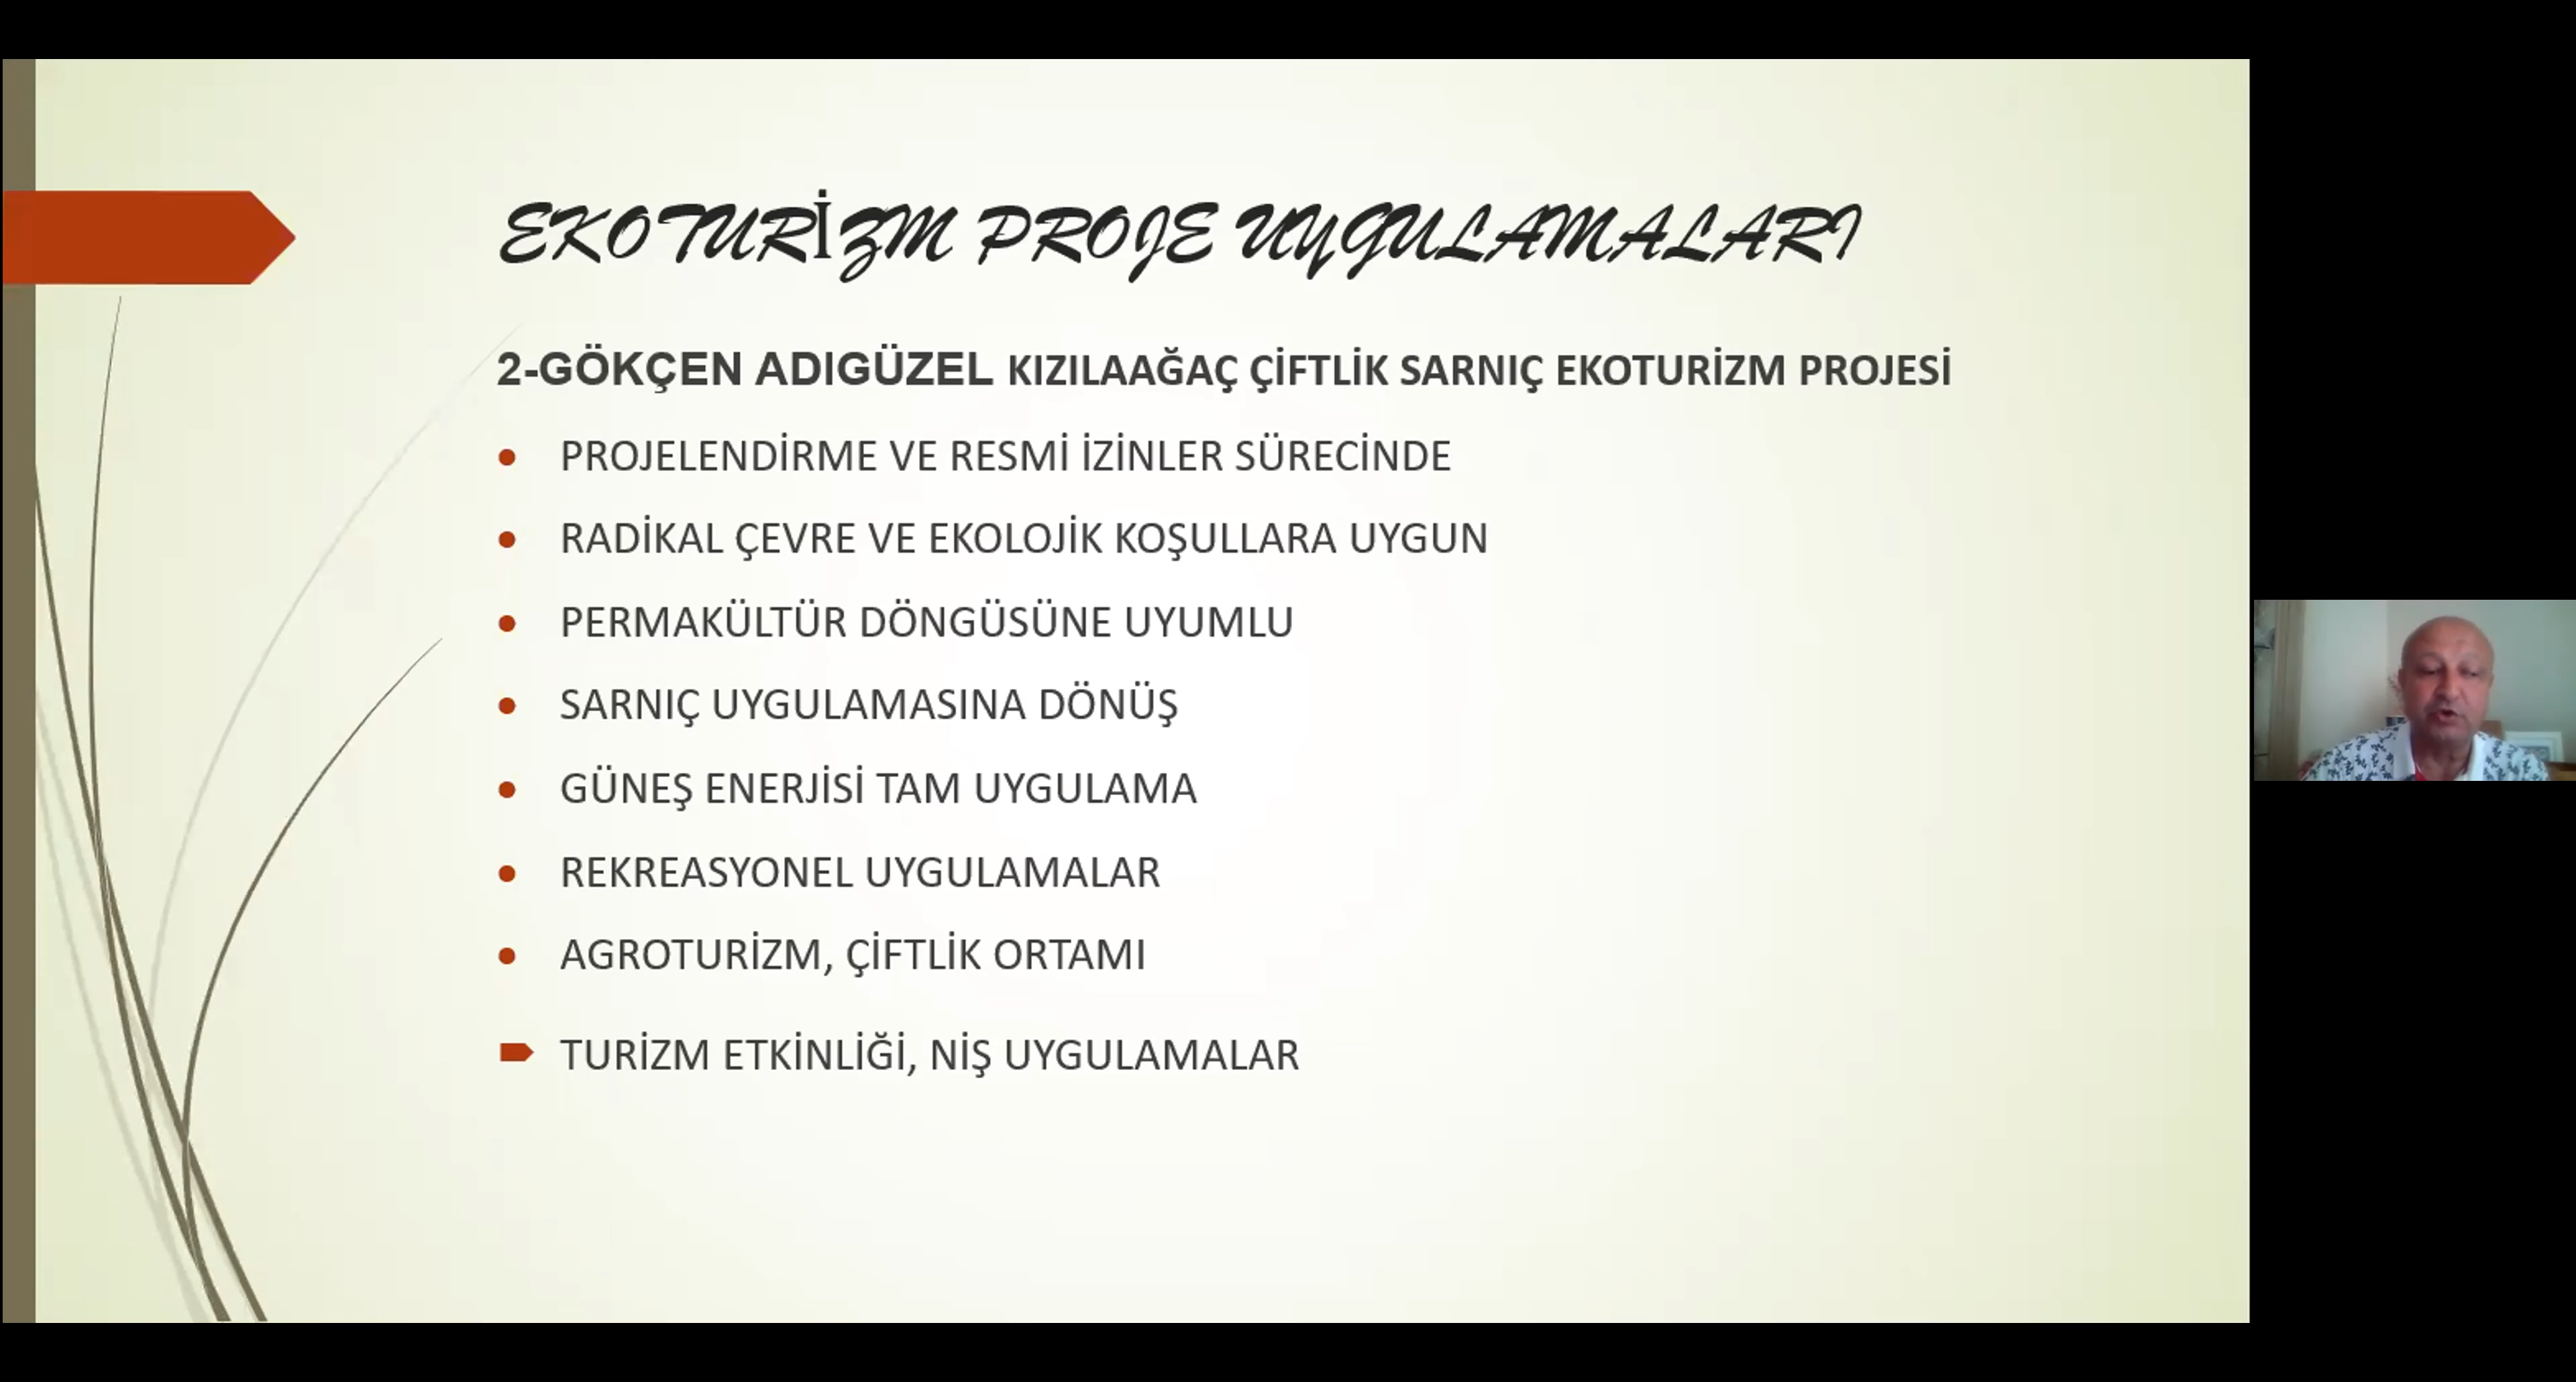 EKOTURİZM PROJE UYGULAMALARI
2-GÖKÇEN ADIGÜZEL KIZILAAĞAÇ ÇİFTLİK SARNIÇ EKOTURİZM PROJESİ
PROJELENDİRME VE RESMİ İZİNLER SÜRECİNDE
RADİKAL ÇEVRE VE EKOLOJİK KOŞULLARA UYGUN
PERMAKÜLTÜR DÖNGÜSÜNE UYUMLU
SARNIÇ UYGULAMASINA DÖNÜŞ
GÜNEŞ ENERJİSİ TAM UYGULAMA
REKREASYONEL UYGULAMALAR
AGROTURİZM, ÇİFTLİK ORTAMI
TURİZM ETKİNLİĞİ, NİŞ UYGULAMALAR